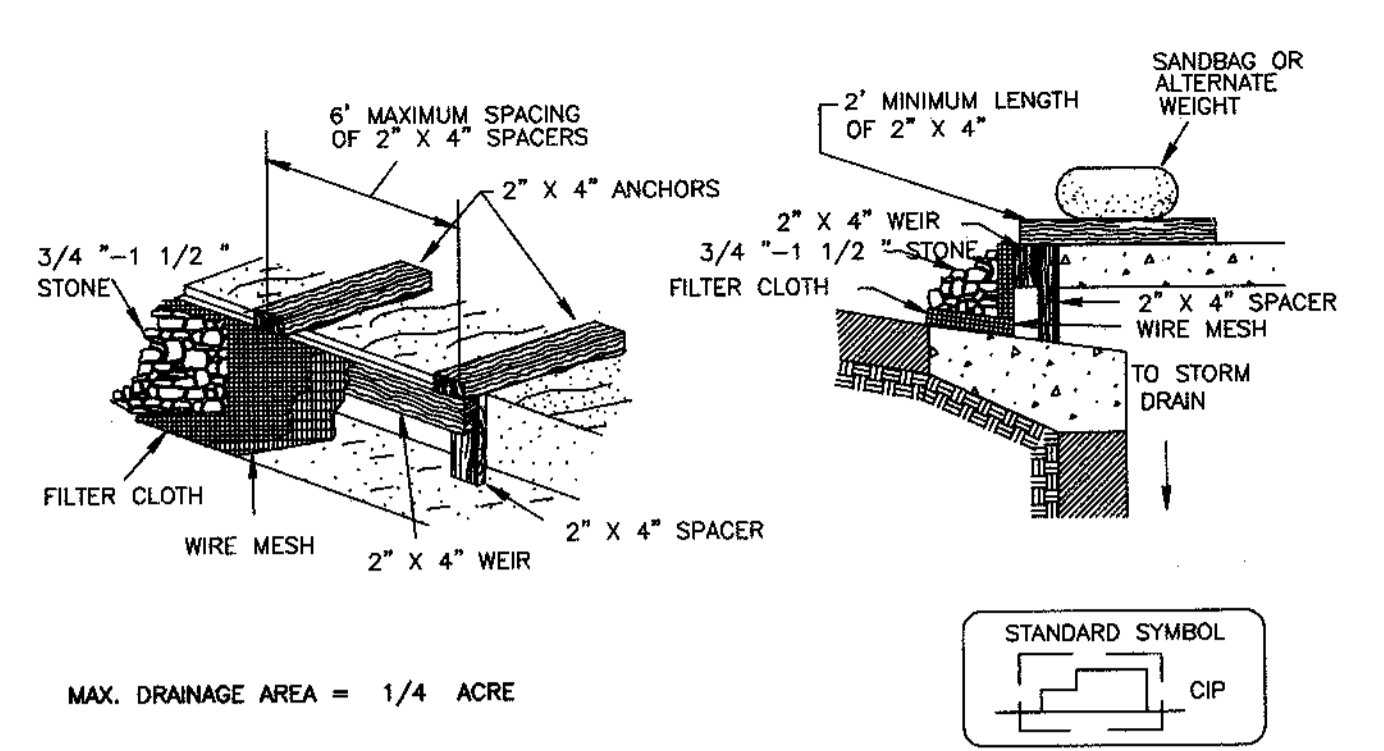 6' MAXIMUM SPACING
OF 2" X 4" SPACERS
2" X 4" ANCHORS
3/4 "-1 1/2 "
STONE
FILTER CLOTH
WIRE MESH
2" X 4" WEIR
2" X 4" SPACER
SANDBAG OR
ALTERNATE
WEIGHT
2' MINIMUM LENGTH
OF 2" X 4"
2" X 4" WEIR
3/4 "-1 1/2 " STONE
FILTER CLOTH
2" X 4" SPACER
WIRE MESH
TO STORM
DRAIN
MAX. DRAINAGE AREA = 1/4 ACRE
STANDARD SYMBOL
CIP